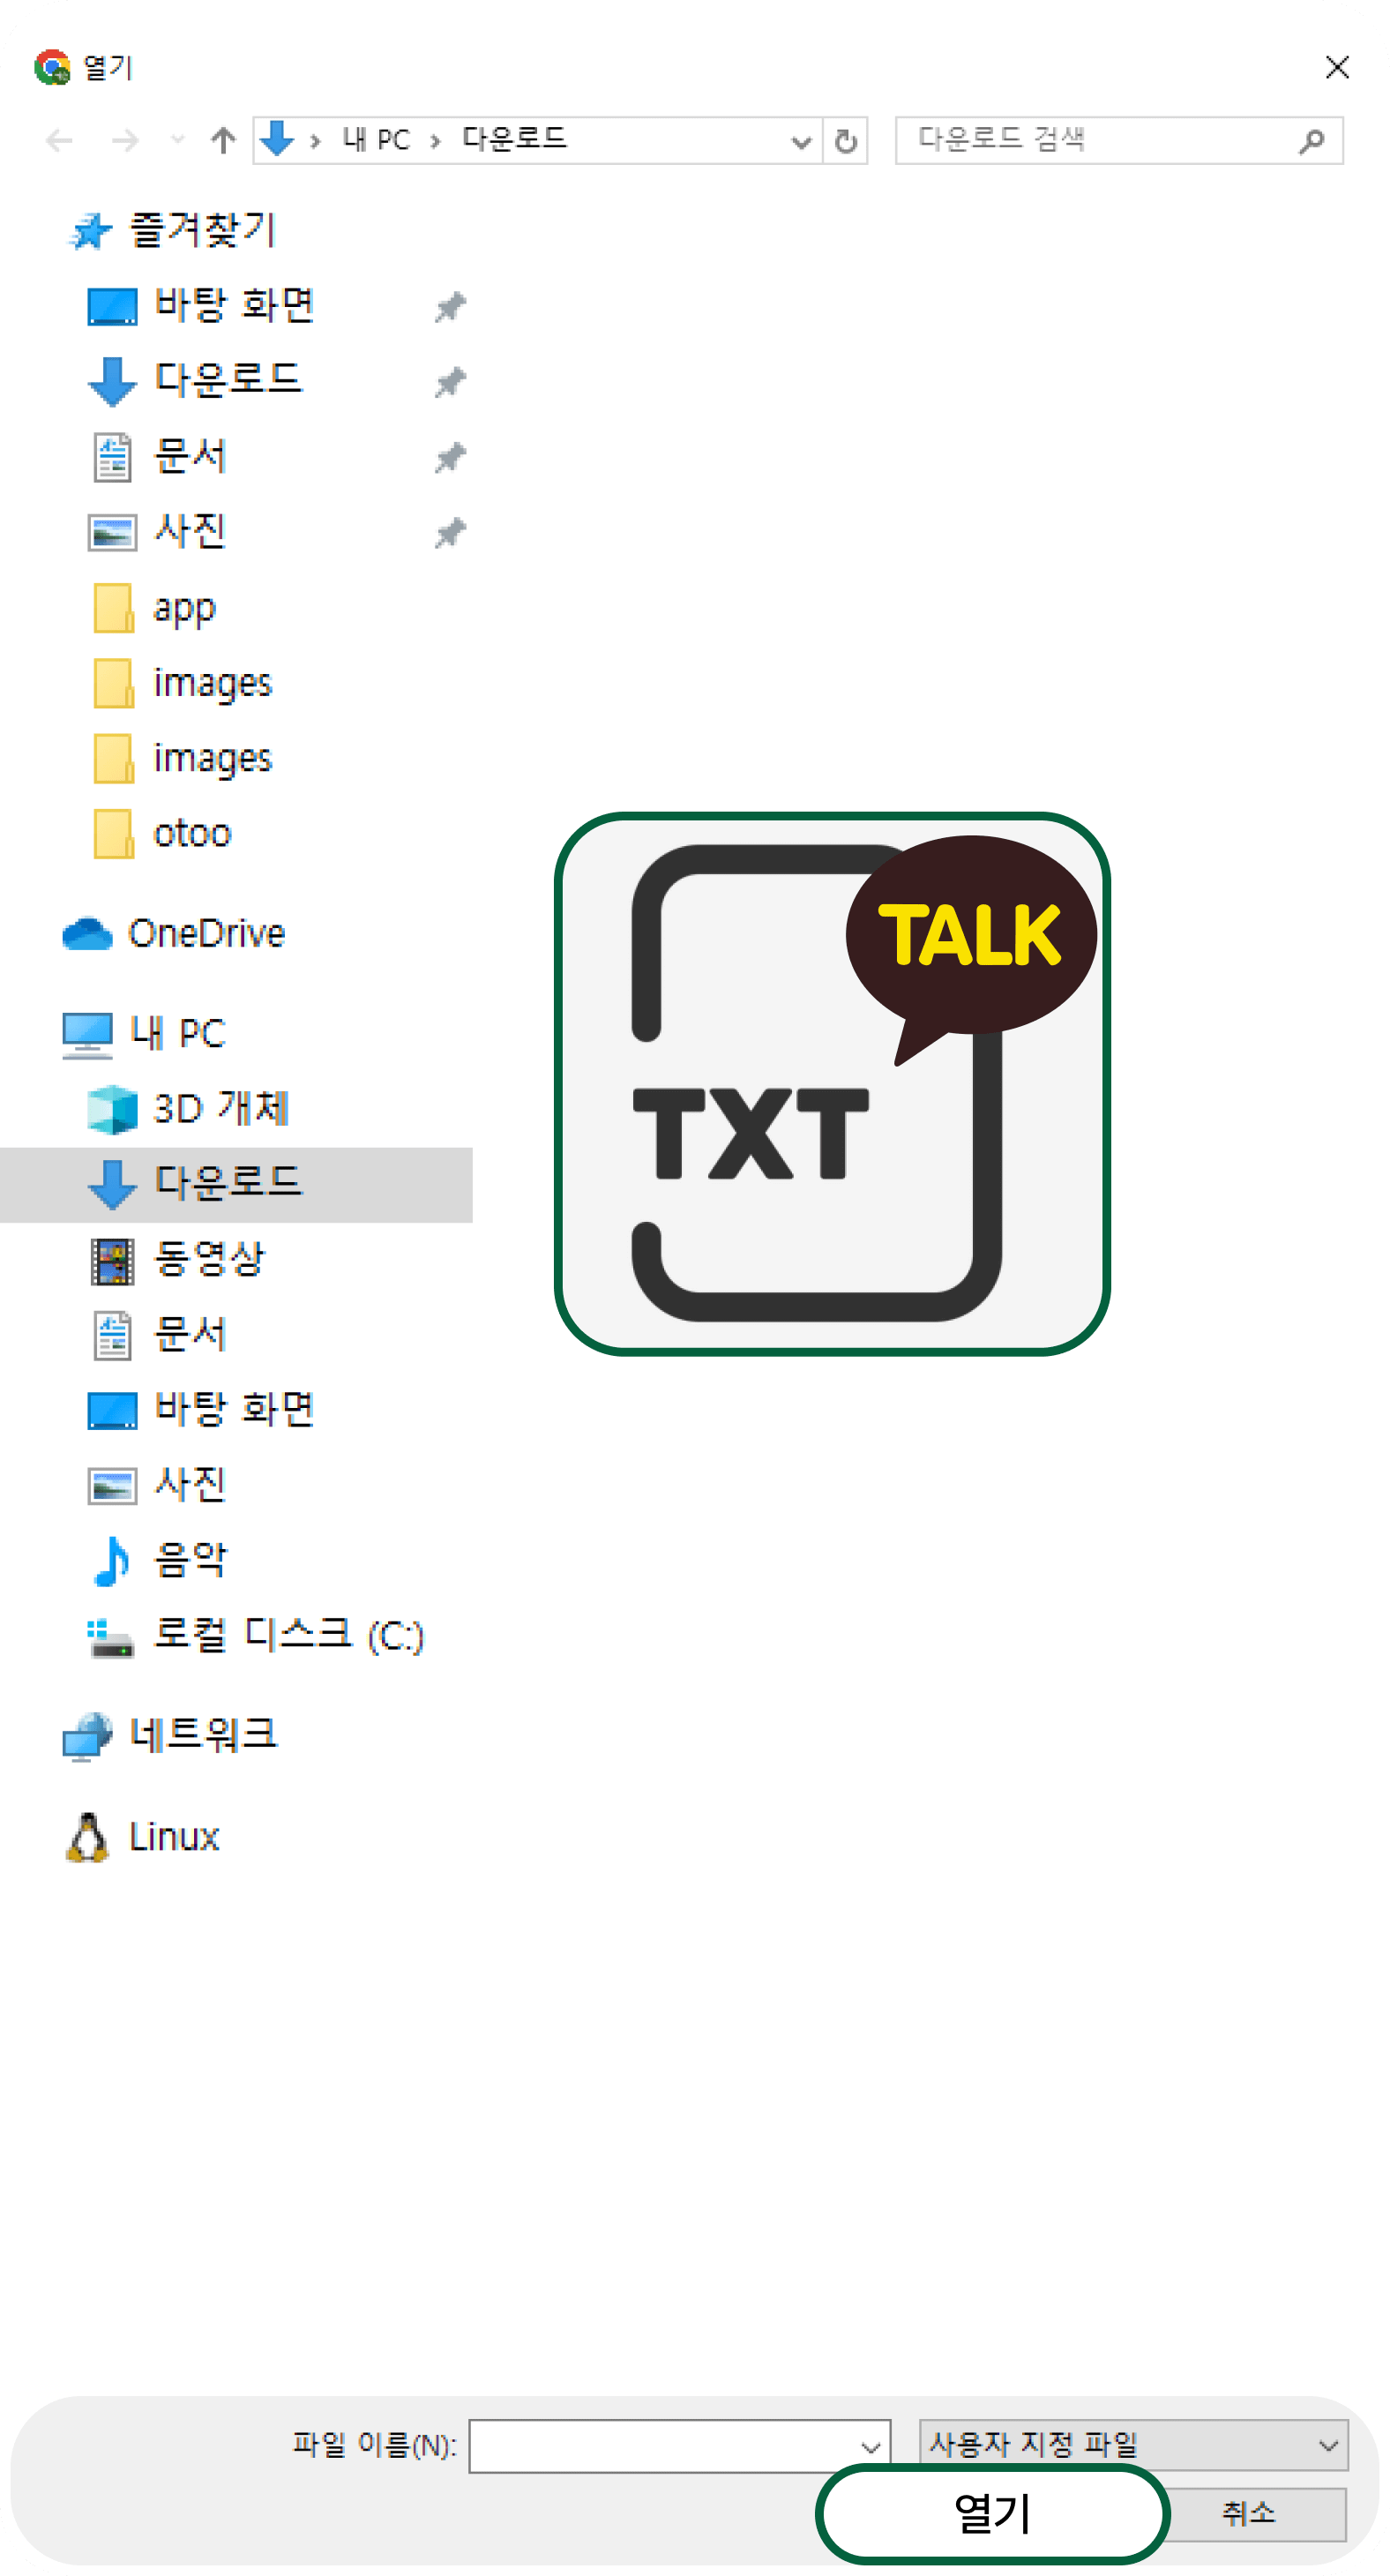 열기
내 PC › 다운로드
다운로드 검색
즐겨찾기
바탕 화면
다운로드
문서
사진
app
images
images
otoo
OneDrive
내 PC
3D 개체
다운로드
동영상
문서
바탕 화면
사진
음악
로컬 디스크 (C:)
네트워크
Linux
TALK
TXT
파일 이름(N):
사용자 지정 파일
열기
취소